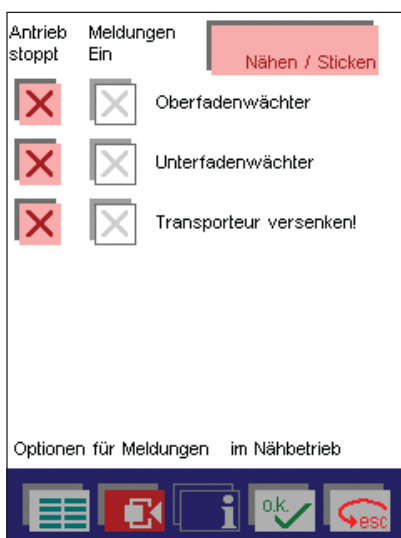 Antrieb Meldungen
stoppt Ein
Nähen / Sticken
Oberfadenwächter
Unterfadenwächter
Transporteur versenken!
Optionen für Meldungen im Nähbetrieb
i o.k. esc